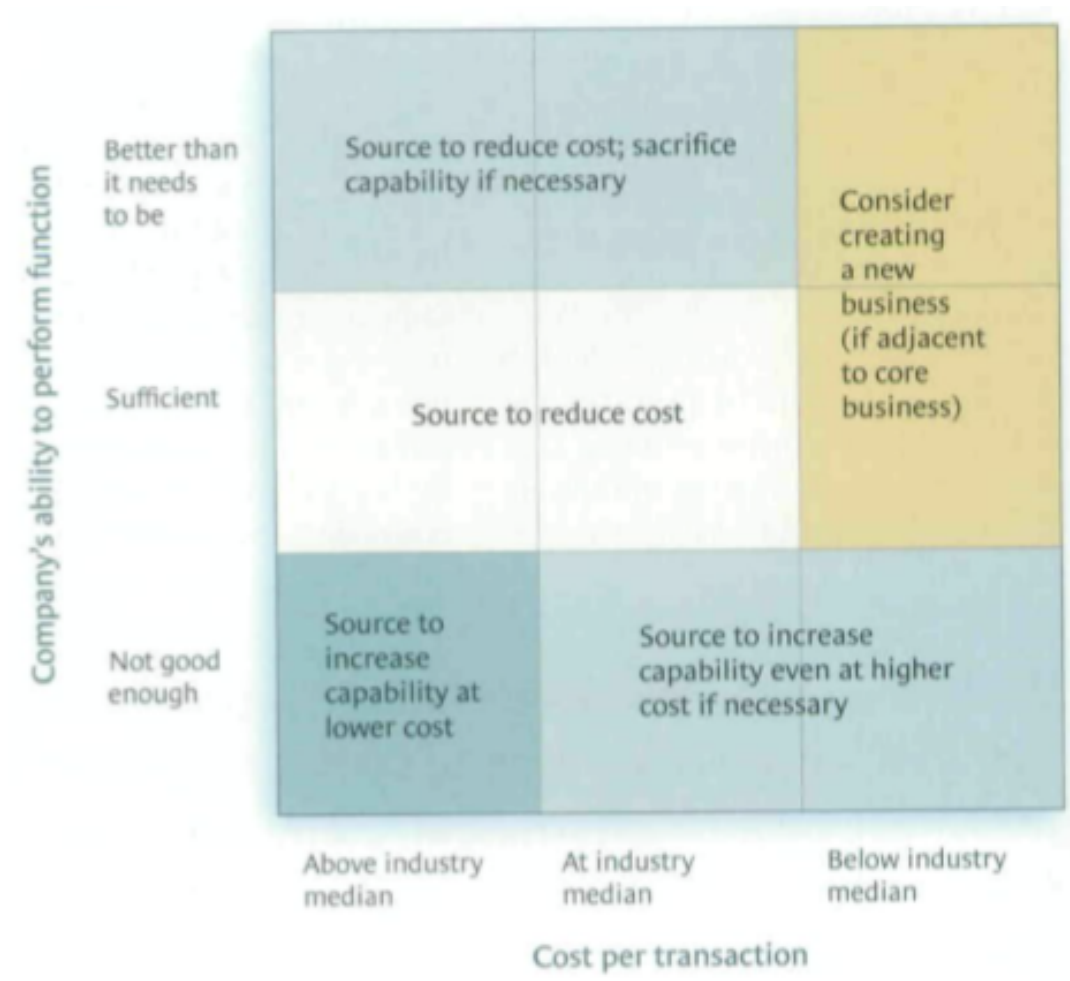 Company's ability to perform function
Better than
it needs
to be
Source to reduce cost; sacrifice
capability if necessary
Consider
creating
a new
business
(if adjacent
to core
business)
Sufficient
Source to reduce cost
Not good
enough
Source to
increase
capability at
lower cost
Source to increase
capability even at higher
cost if necessary
Above industry
median
At industry
median
Below industry
median
Cost per transaction